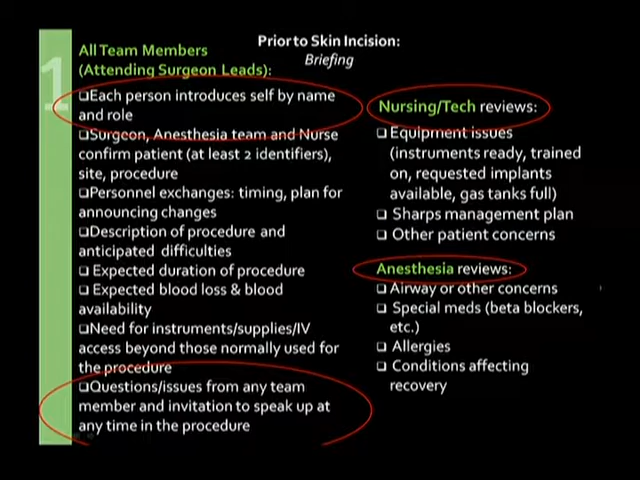 1
Prior to Skin Incision:
Briefing
All Team Members
(Attending Surgeon Leads):
❑Each person introduces self by name
and role
❑Surgeon, Anesthesia team and Nurse
confirm patient (at least 2 identifiers),
site, procedure
❑Personnel exchanges: timing, plan for
announcing changes
❑Description of procedure and
anticipated difficulties
❑ Expected duration of procedure
❑ Expected blood loss & blood
availability
❑Need for instruments/supplies/IV
access beyond those normally used for
the procedure
❑Questions/issues from any team
member and invitation to speak up at
any time in the procedure
Nursing/Tech reviews:
❑ Equipment issues
(instruments ready, trained
on, requested implants
available, gas tanks full)
❑ Sharps management plan
❑ Other patient concerns
Anesthesia reviews:
❑ Airway or other concerns
❑ Special meds (beta blockers,
etc.)
❑ Allergies
❑ Conditions affecting
recovery